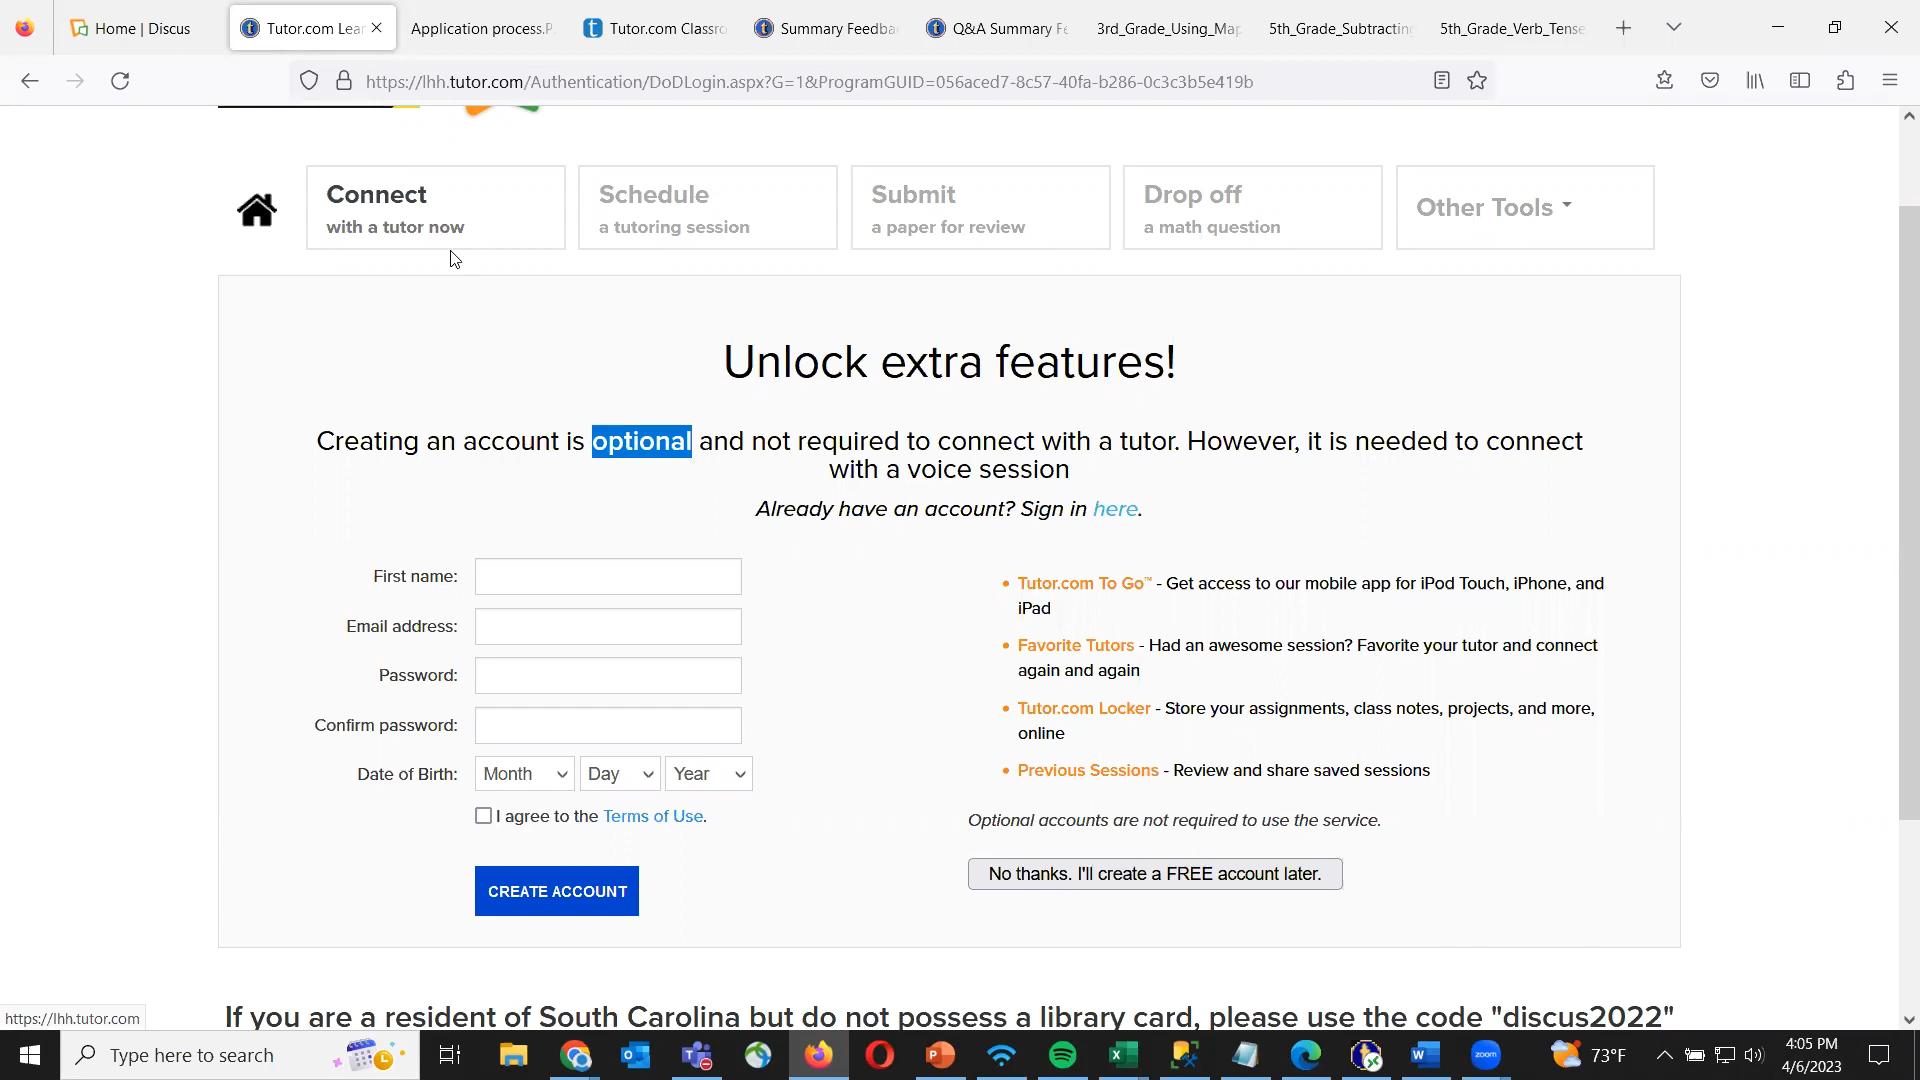 Home | Discus
Tutor.com Lea
Application process.P
Tutor.com Classro
Summary Feedba
Q&A Summary Fe
3rd_Grade_Using_Map
5th_Grade_Subtracting
5th_Grade_Verb_Tense
https://lhh.tutor.com/Authentication/DoDLogin.aspx?G=1&ProgramGUID=056aced7-8c57-40fa-b286-0c3c3b5e419b
Connect
with a tutor now
Schedule
a tutoring session
Submit
a paper for review
Drop off
a math question
Other Tools
Unlock extra features!
Creating an account is optional and not required to connect with a tutor. However, it is needed to connect
with a voice session
Already have an account? Sign in here.
First name:
Email address:
Password:
Confirm password:
Date of Birth: Month Day Year
I agree to the Terms of Use.
CREATE ACCOUNT
• Tutor.com To Go™ - Get access to our mobile app for iPod Touch, iPhone, and
iPad
• Favorite Tutors - Had an awesome session? Favorite your tutor and connect
again and again
• Tutor.com Locker - Store your assignments, class notes, projects, and more,
online
• Previous Sessions - Review and share saved sessions
Optional accounts are not required to use the service.
No thanks. I'll create a FREE account later.
If you are a resident of South Carolina but do not possess a library card, please use the code "discus2022"
https://lhh.tutor.com
Type here to search
zoom
73°F
4:05 PM
4/6/2023